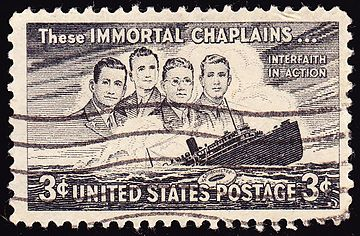 These IMMORTAL CHAPLAINS...
INTERFAITH
IN ACTION
3¢ UNITED STATES POSTAGE 3¢